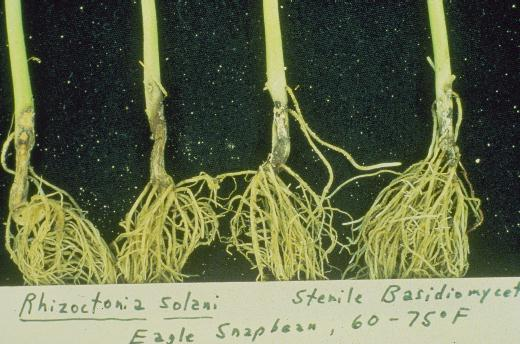 Rhizoctonia solani Sterile Basidiomycet
Eagle Snapbean, 60-75°F